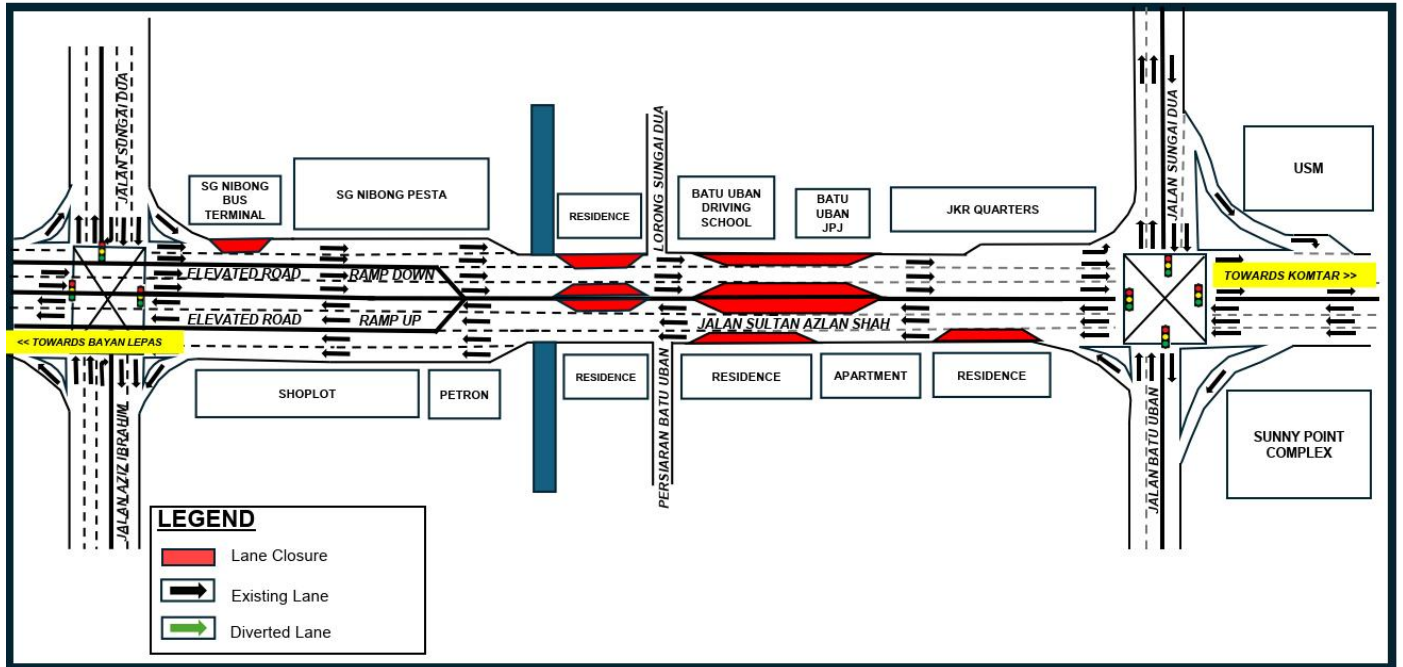 JALAN SUNGAI DUA
SG NIBONG
BUS
TERMINAL
SG NIBONG PESTA
RESIDENCE
LORONG SUNGAI DUA
BATU UBAN
DRIVING
SCHOOL
BATU
UBAN
JPJ
JKR QUARTERS
JALAN SUNGAI DUA
USM
ELEVATED ROAD
RAMP DOWN
TOWARDS KOMTAR >>
ELEVATED ROAD
RAMP UP
JALAN SULTAN AZLAN SHAH
<< TOWARDS BAYAN LEPAS
JALAN AZIZ IBRAHIM
SHOPLOT
PETRON
RESIDENCE
PERSIARAN BATU UBAN
RESIDENCE
APARTMENT
RESIDENCE
JALAN BATU UBAN
SUNNY POINT
COMPLEX
LEGEND
Lane Closure
Existing Lane
Diverted Lane